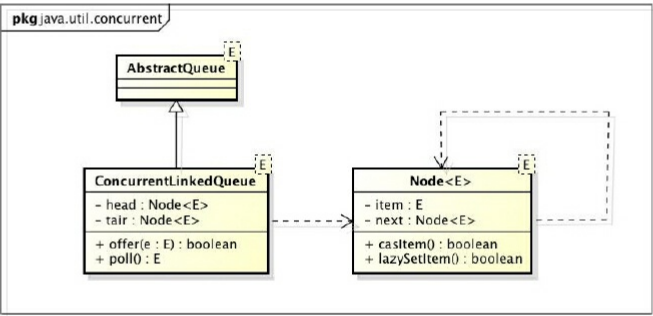 pkg java.util.concurrent
E
AbstractQueue
E
ConcurrentLinkedQueue
- head : Node<E>
- tair : Node<E>
+ offer(e : E) : boolean
+ poll() : E
E
Node<E>
- item : E
- next : Node<E>
+ casItem() : boolean
+ lazySetItem() : boolean